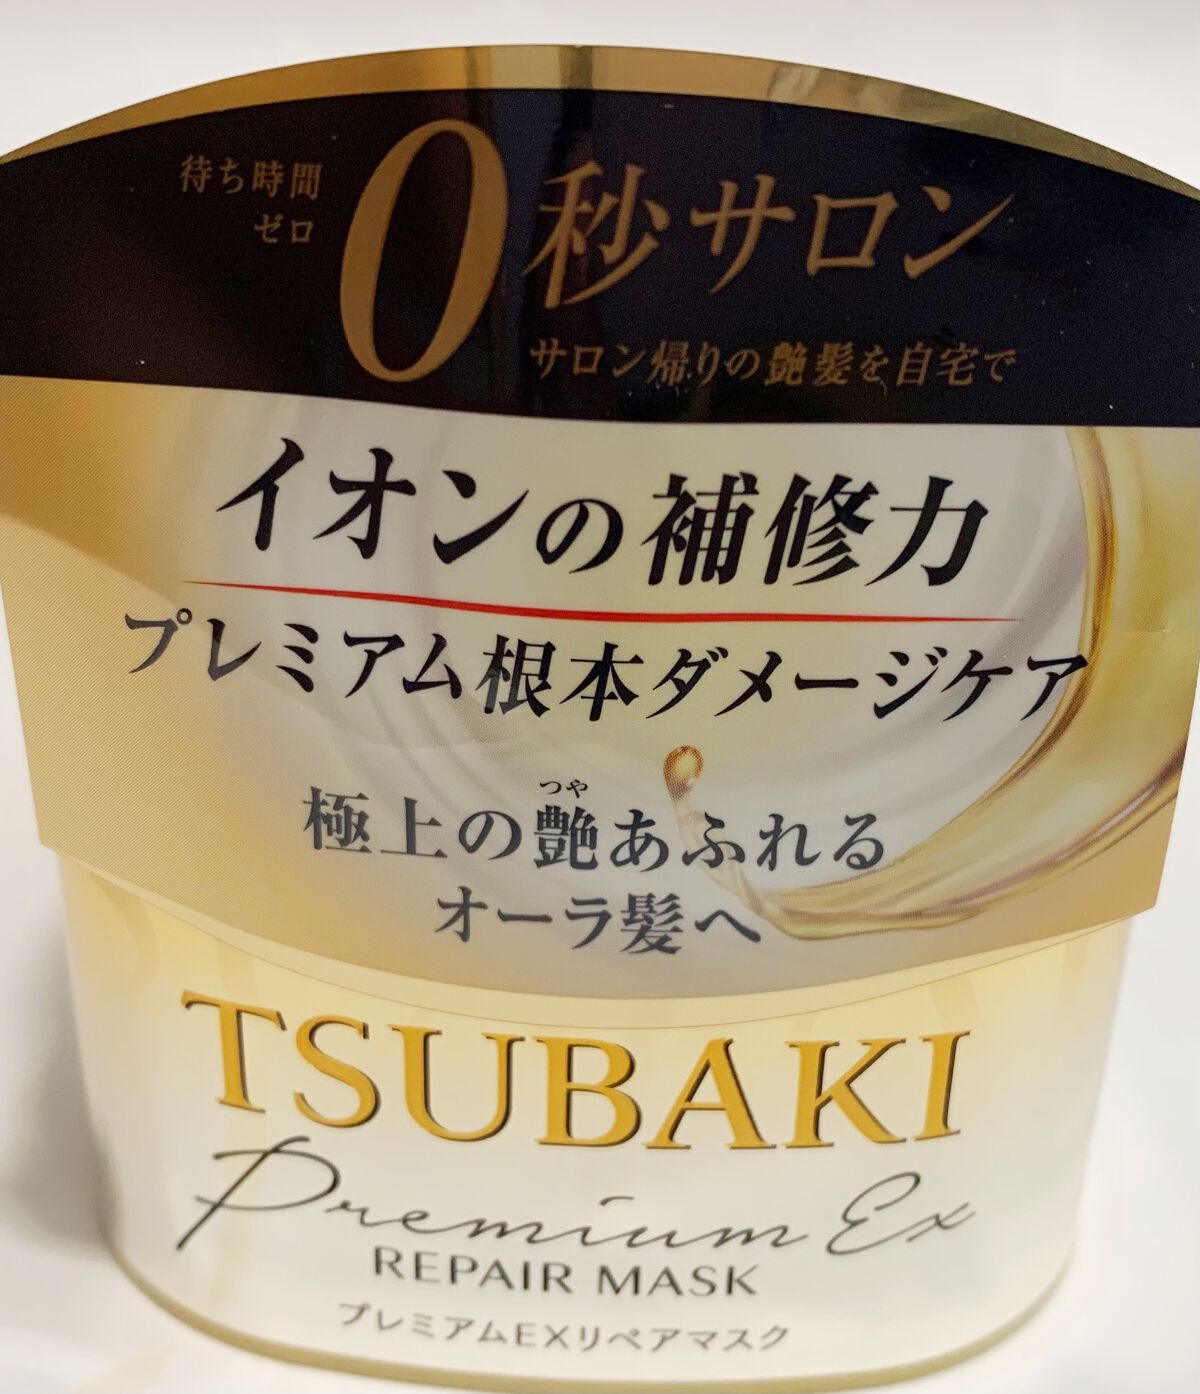 待ち時間
ゼロ
0秒サロン
サロン帰りの艶髪を自宅で
イオンの補修力
プレミアム根本ダメージケア
つや
極上の艶あふれる
オーラ髪へ
TSUBAKI
Premium Ex
REPAIR MASK
プレミアムEXリペアマスク